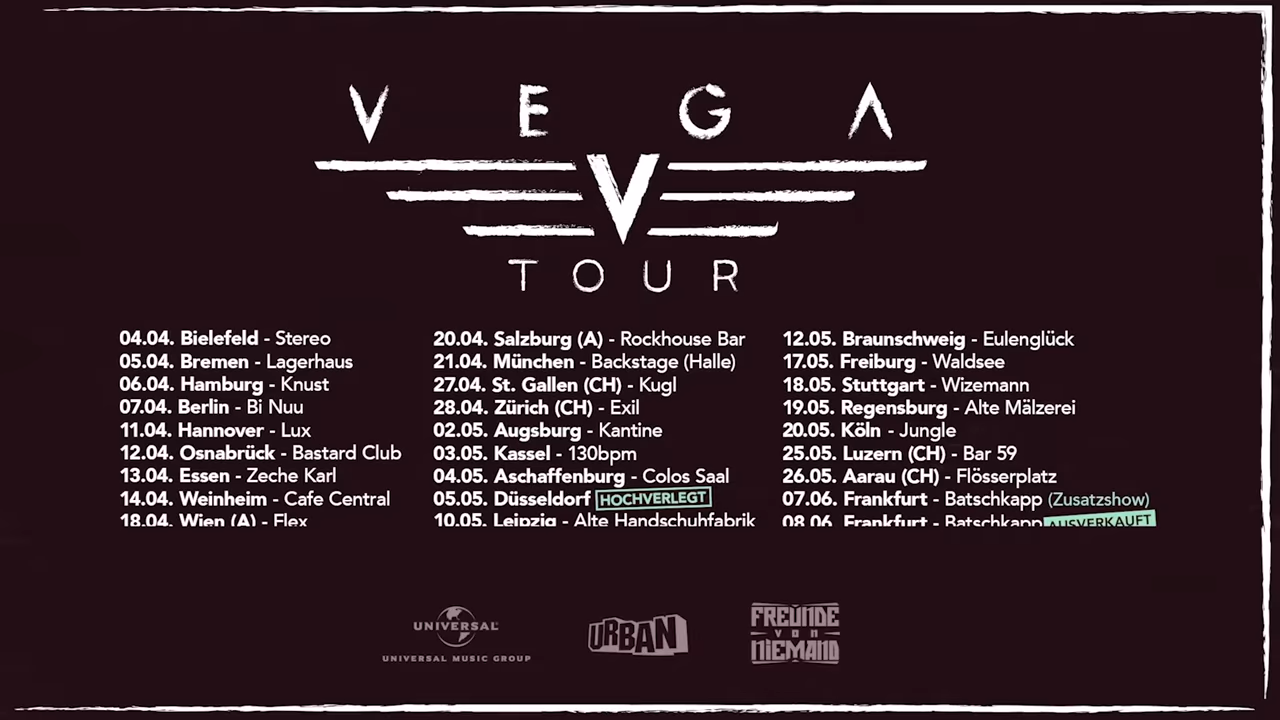 VEGA
V
TOUR
04.04. Bielefeld - Stereo
05.04. Bremen - Lagerhaus
06.04. Hamburg - Knust
07.04. Berlin - Bi Nuu
11.04. Hannover - Lux
12.04. Osnabrück - Bastard Club
13.04. Essen - Zeche Karl
14.04. Weinheim - Cafe Central
18.04. Wien (A) - Flex
20.04. Salzburg (A) - Rockhouse Bar
21.04. München - Backstage (Halle)
27.04. St. Gallen (CH) - Kugl
28.04. Zürich (CH) - Exil
02.05. Augsburg - Kantine
03.05. Kassel - 130bpm
04.05. Aschaffenburg - Colos Saal
05.05. Düsseldorf HOCHVERLEGT
10.05. Leipzig - Alte Handschuhfabrik
12.05. Braunschweig - Eulenglück
17.05. Freiburg - Waldsee
18.05. Stuttgart - Wizemann
19.05. Regensburg - Alte Mälzerei
20.05. Köln - Jungle
25.05. Luzern (CH) - Bar 59
26.05. Aarau (CH) - Flösserplatz
07.06. Frankfurt - Batschkapp (Zusatzshow)
08.06. Frankfurt - Batschkapp AUSVERKAUFT
UNIVERSAL
UNIVERSAL MUSIC GROUP
URBAN
FREUNDE
VON
NIEMAND